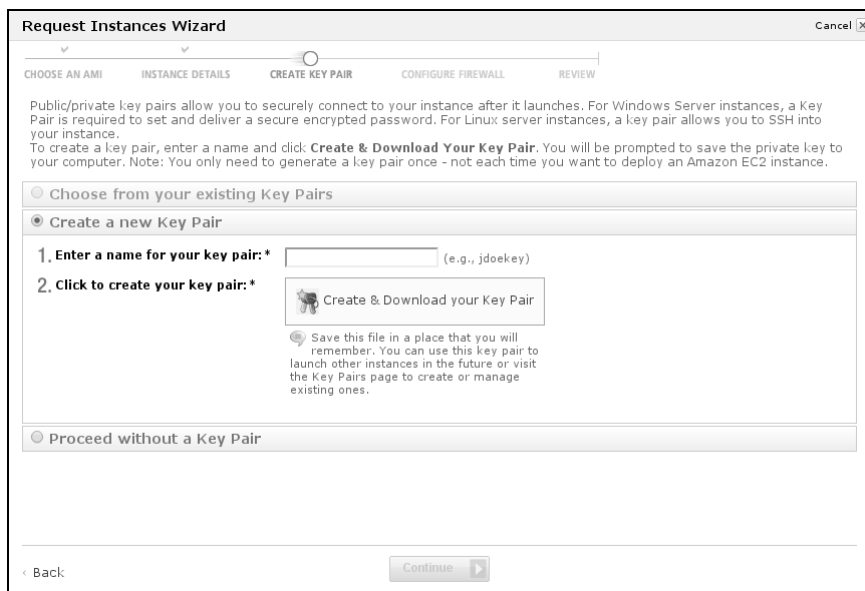 Request Instances Wizard
Cancel
CHOOSE AN AMI INSTANCE DETAILS CREATE KEY PAIR CONFIGURE FIREWALL REVIEW
Public/private key pairs allow you to securely connect to your instance after it launches. For Windows Server instances, a Key
Pair is required to set and deliver a secure encrypted password. For Linux server instances, a key pair allows you to SSH into
your instance.
To create a key pair, enter a name and click Create & Download Your Key Pair. You will be prompted to save the private key to
your computer. Note: You only need to generate a key pair once - not each time you want to deploy an Amazon EC2 instance.
Choose from your existing Key Pairs
Create a new Key Pair
1. Enter a name for your key pair:* (e.g., jdoekey)
2. Click to create your key pair:*
Create & Download your Key Pair
Save this file in a place that you will
remember. You can use this key pair to
launch other instances in the future or visit
the Key Pairs page to create or manage
existing ones.
Proceed without a Key Pair
‹ Back
Continue